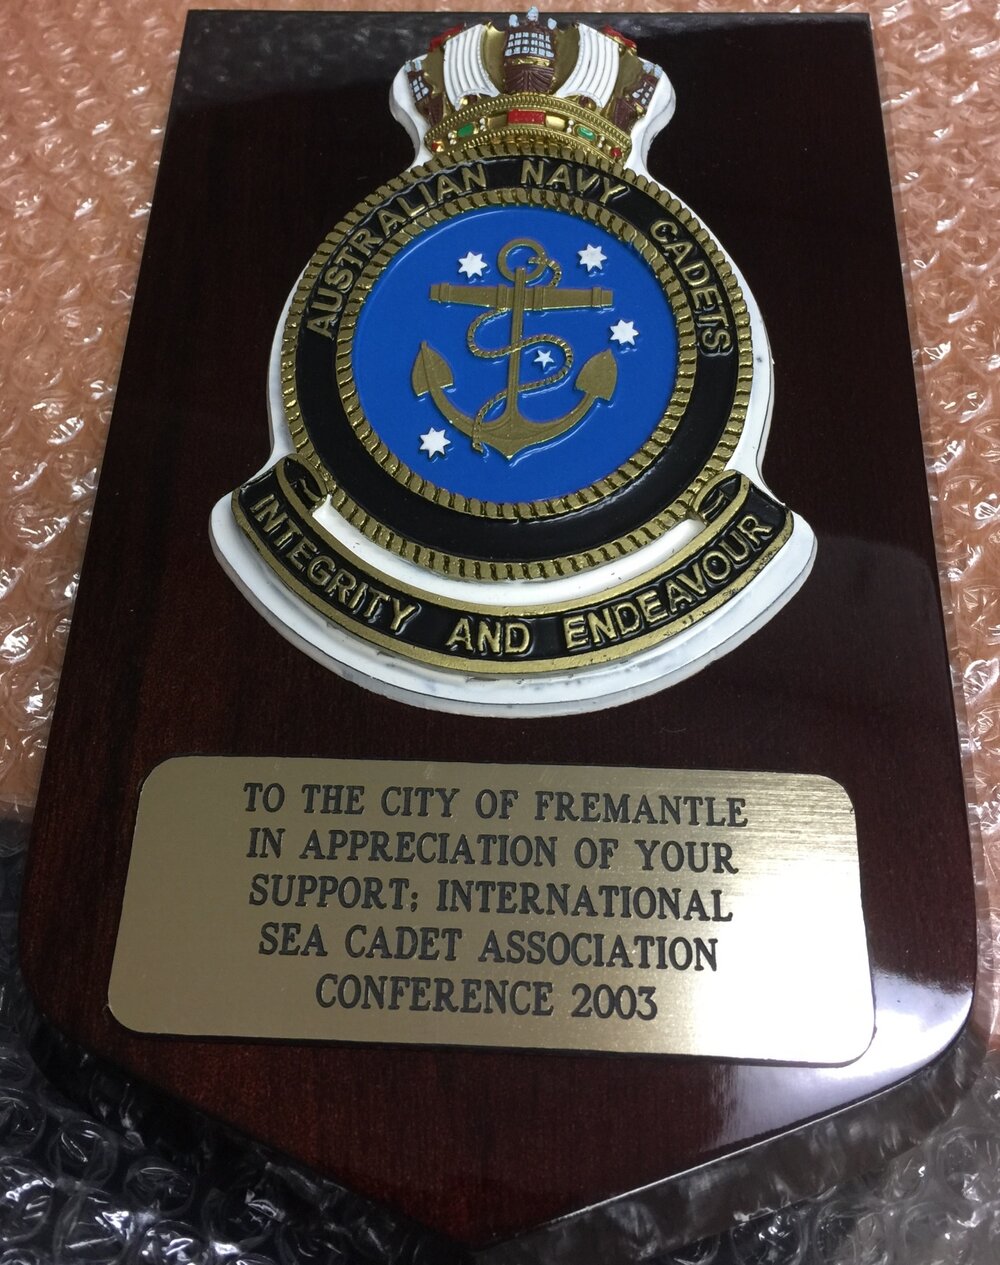 AUSTRALIAN NAVY CADETS
INTEGRITY AND ENDEAVOUR
TO THE CITY OF FREMANTLE
IN APPRECIATION OF YOUR
SUPPORT; INTERNATIONAL
SEA CADET ASSOCIATION
CONFERENCE 2003